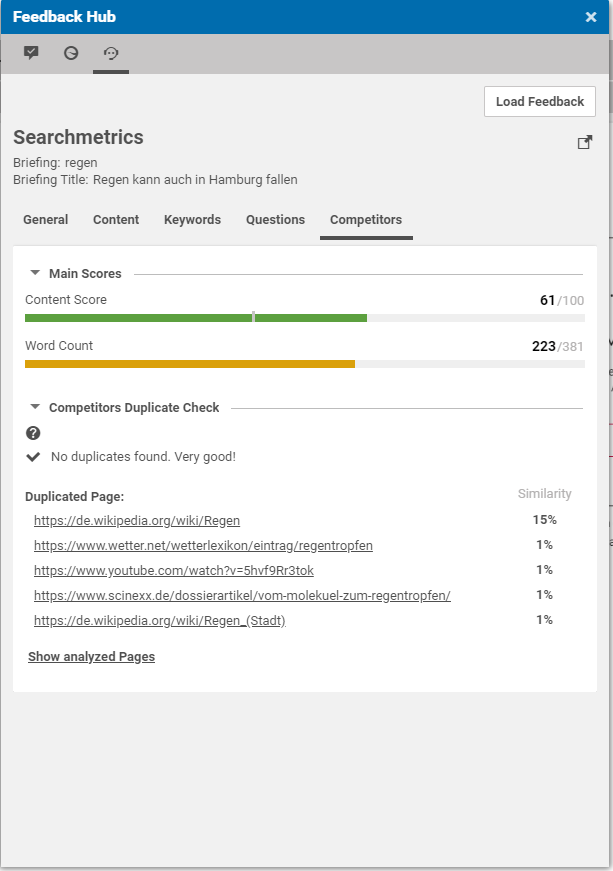 Feedback Hub
Load Feedback
Searchmetrics
Briefing: regen
Briefing Title: Regen kann auch in Hamburg fallen
General Content Keywords Questions Competitors
Main Scores
Content Score 61/100
Word Count 223/381
Competitors Duplicate Check
No duplicates found. Very good!
Duplicated Page: Similarity
https://de.wikipedia.org/wiki/Regen 15%
https://www.wetter.net/wetterlexikon/eintrag/regentropfen 1%
https://www.youtube.com/watch?v=5hvf9Rr3tok 1%
https://www.scinexx.de/dossierartikel/vom-molekuel-zum-regentropfen/ 1%
https://de.wikipedia.org/wiki/Regen_(Stadt) 1%
Show analyzed Pages